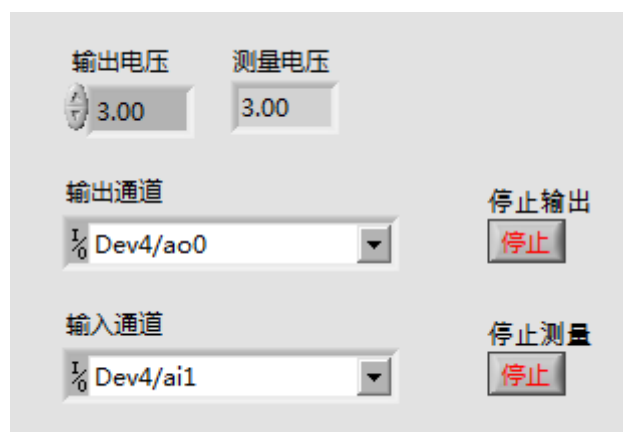 输出电压 测量电压
3.00 3.00
输出通道
停止输出
I/O Dev4/ao0
停止
输入通道
停止测量
I/O Dev4/ai1
停止